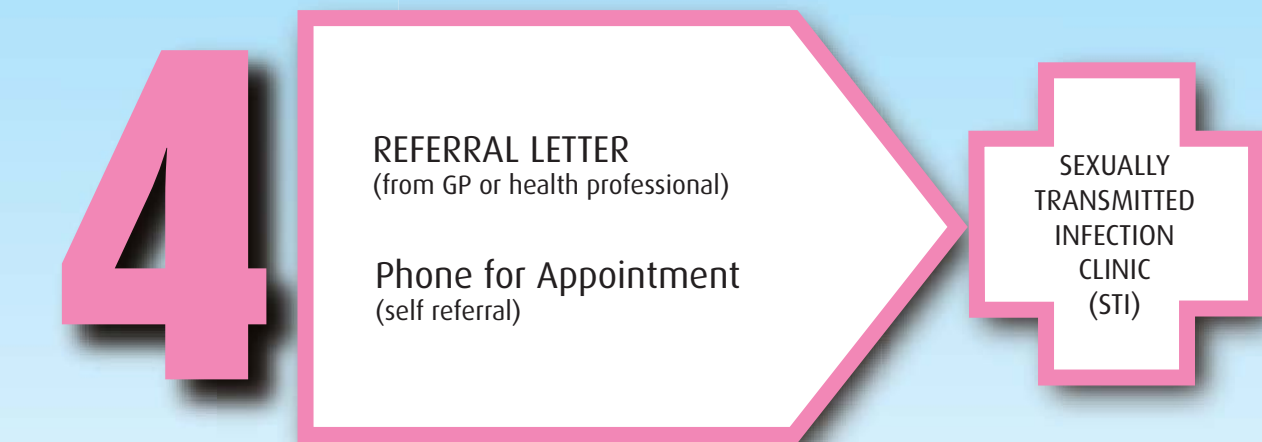 4
REFERRAL LETTER
(from GP or health professional)
Phone for Appointment
(self referral)
SEXUALLY
TRANSMITTED
INFECTION
CLINIC
(STI)